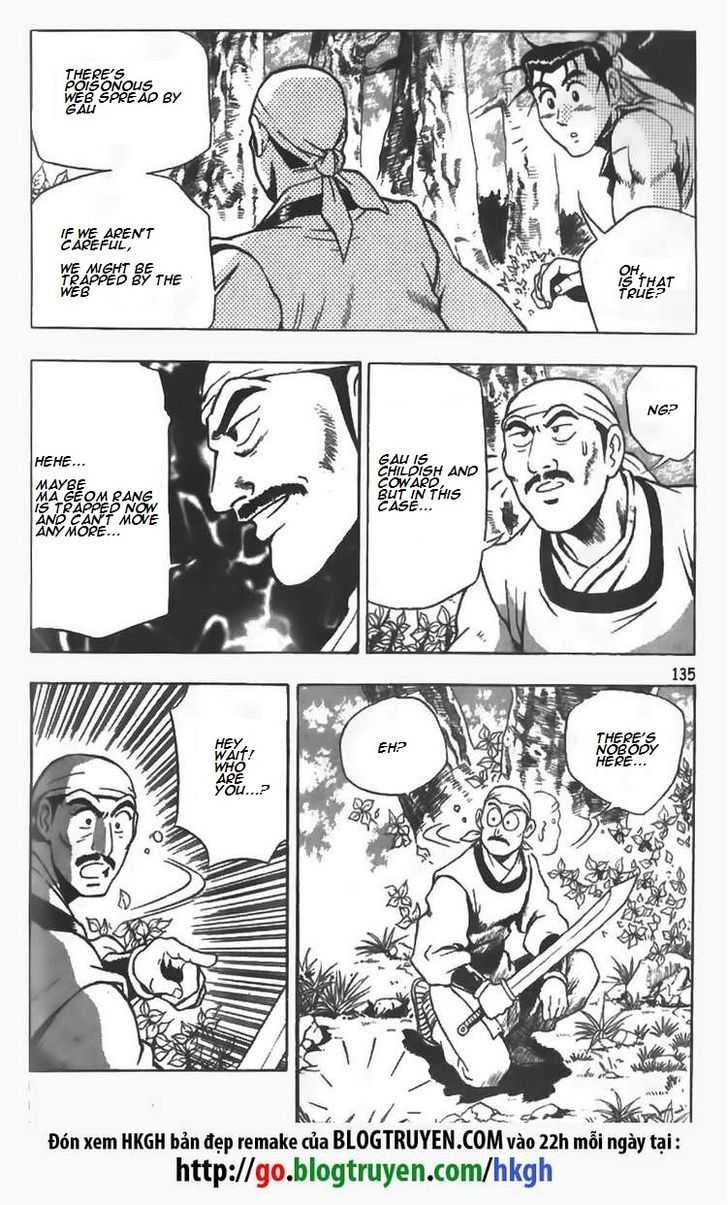 THERE'S
POISONOUS
WEB SPREAD BY
GAU
IF WE AREN'T
CAREFUL,
WE MIGHT BE
TRAPPED BY THE
WEB
OH,
IS THAT
TRUE?
HEHE...
MAYBE
MA GEOM RANG
IS TRAPPED NOW
AND CAN'T MOVE
ANYMORE...
GAU IS
CHILDISH AND
COWARD,
BUT IN THIS
CASE...
NG?
135
HEY,
WAIT!
WHO
ARE
YOU...?
EH?
THERE'S
NOBODY
HERE...
Đón xem HKGH bản đẹp remake của BLOGTRUYEN.COM vào 22h mỗi ngày tại :
http://go.blogtruyen.com/hkgh